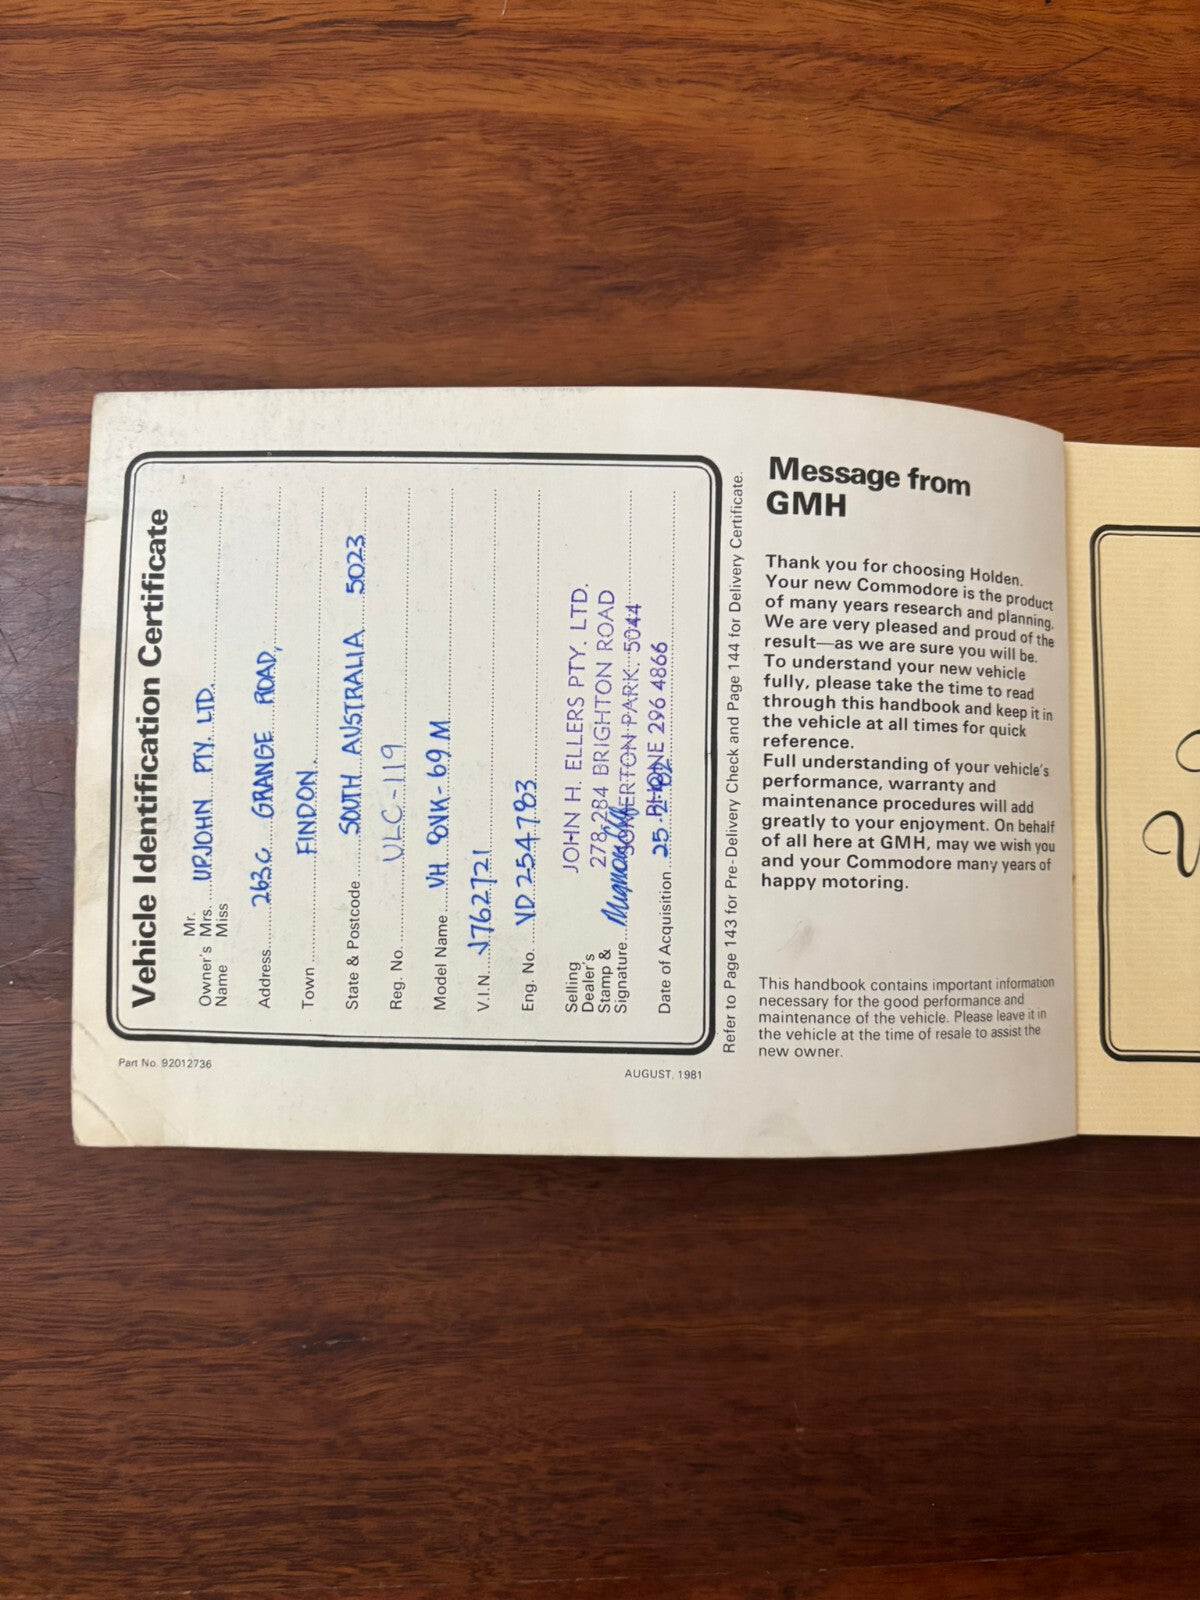 Vehicle Identification Certificate
Mr.
Owner's Mrs. UPJOHN PTY. LTD.
Name Miss
Address 263c GRANGE ROAD,
Town FINDON.
State & Postcode SOUTH AUSTRALIA 5023
Reg. No. ULC-119
Model Name VH 8VK-69 M
V.I.N. J762721
Eng. No. VD 254783
Selling
Dealer's
Stamp &
Signature
JOHN H. ELLERS PTY. LTD.
278-284 BRIGHTON ROAD
SOMERTON PARK. 5044
PHONE 296 4866
Date of Acquisition 25.2.82
Part No. 92012736
AUGUST, 1981
Refer to Page 143 for Pre-Delivery Check and Page 144 for Delivery Certificate.
Message from
GMH
Thank you for choosing Holden.
Your new Commodore is the product
of many years research and planning.
We are very pleased and proud of the
result—as we are sure you will be.
To understand your new vehicle
fully, please take the time to read
through this handbook and keep it in
the vehicle at all times for quick
reference.
Full understanding of your vehicle's
performance, warranty and
maintenance procedures will add
greatly to your enjoyment. On behalf
of all here at GMH, may we wish you
and your Commodore many years of
happy motoring.
This handbook contains important information
necessary for the good performance and
maintenance of the vehicle. Please leave it in
the vehicle at the time of resale to assist the
new owner.